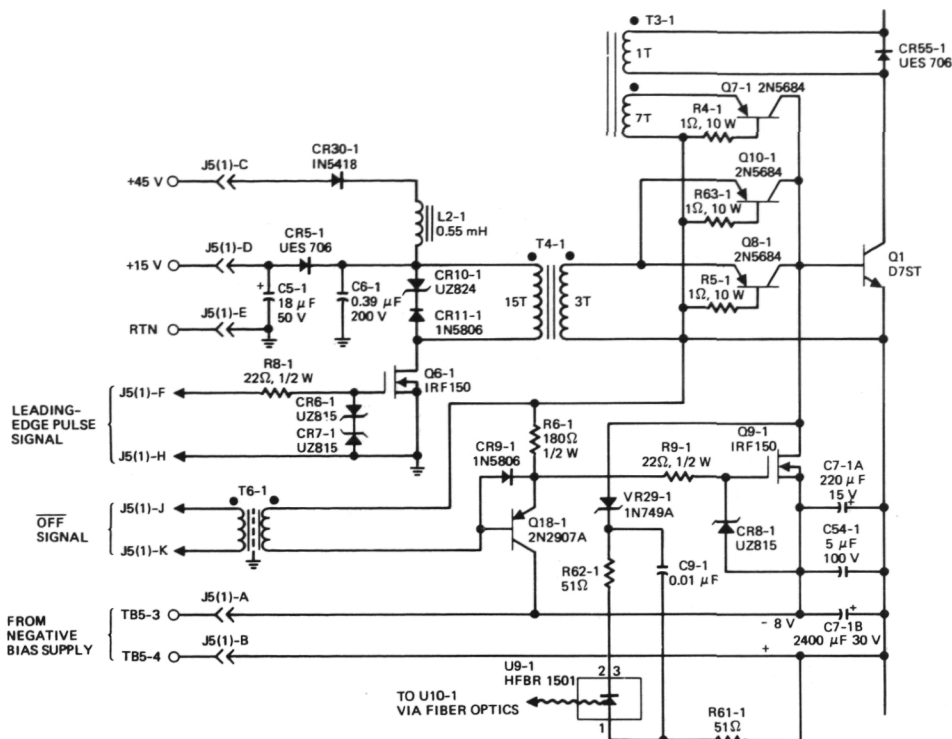 T3-1
1T
CR55-1
UES 706
Q7-1 2N5684
7T
R4-1
1Ω, 10 W
Q10-1
2N5684
R63-1
1Ω, 10 W
Q8-1
2N5684
R5-1
1Ω, 10 W
Q1
D7ST
J5(1)-C
+45 V
CR30-1
IN5418
L2-1
0.55 mH
J5(1)-D
+15 V
CR5-1
UES 706
T4-1
C5-1
+
18 μF
50 V
C6-1
0.39 μF
200 V
CR10-1
UZ824
CR11-1
1N5806
15T
3T
J5(1)-E
RTN
R8-1
22Ω, 1/2 W
Q6-1
IRF150
LEADING-
EDGE PULSE
SIGNAL
J5(1)-F
J5(1)-H
CR6-1
UZ815
CR7-1
UZ815
R6-1
180Ω
1/2 W
CR9-1
1N5806
R9-1
22Ω, 1/2 W
Q9-1
IRF150
C7-1A
220 μF
15 V
+
OFF
SIGNAL
J5(1)-J
J5(1)-K
T6-1
Q18-1
2N2907A
VR29-1
1N749A
CR8-1
UZ815
C54-1
5 μF
100 V
R62-1
51Ω
C9-1
0.01 μF
FROM
NEGATIVE
BIAS SUPPLY
TB5-3
J5(1)-A
TB5-4
J5(1)-B
- 8 V
+
+
C7-1B
2400 μF 30 V
U9-1
HFBR 1501
2 3
1
TO U10-1
VIA FIBER OPTICS
R61-1
51Ω